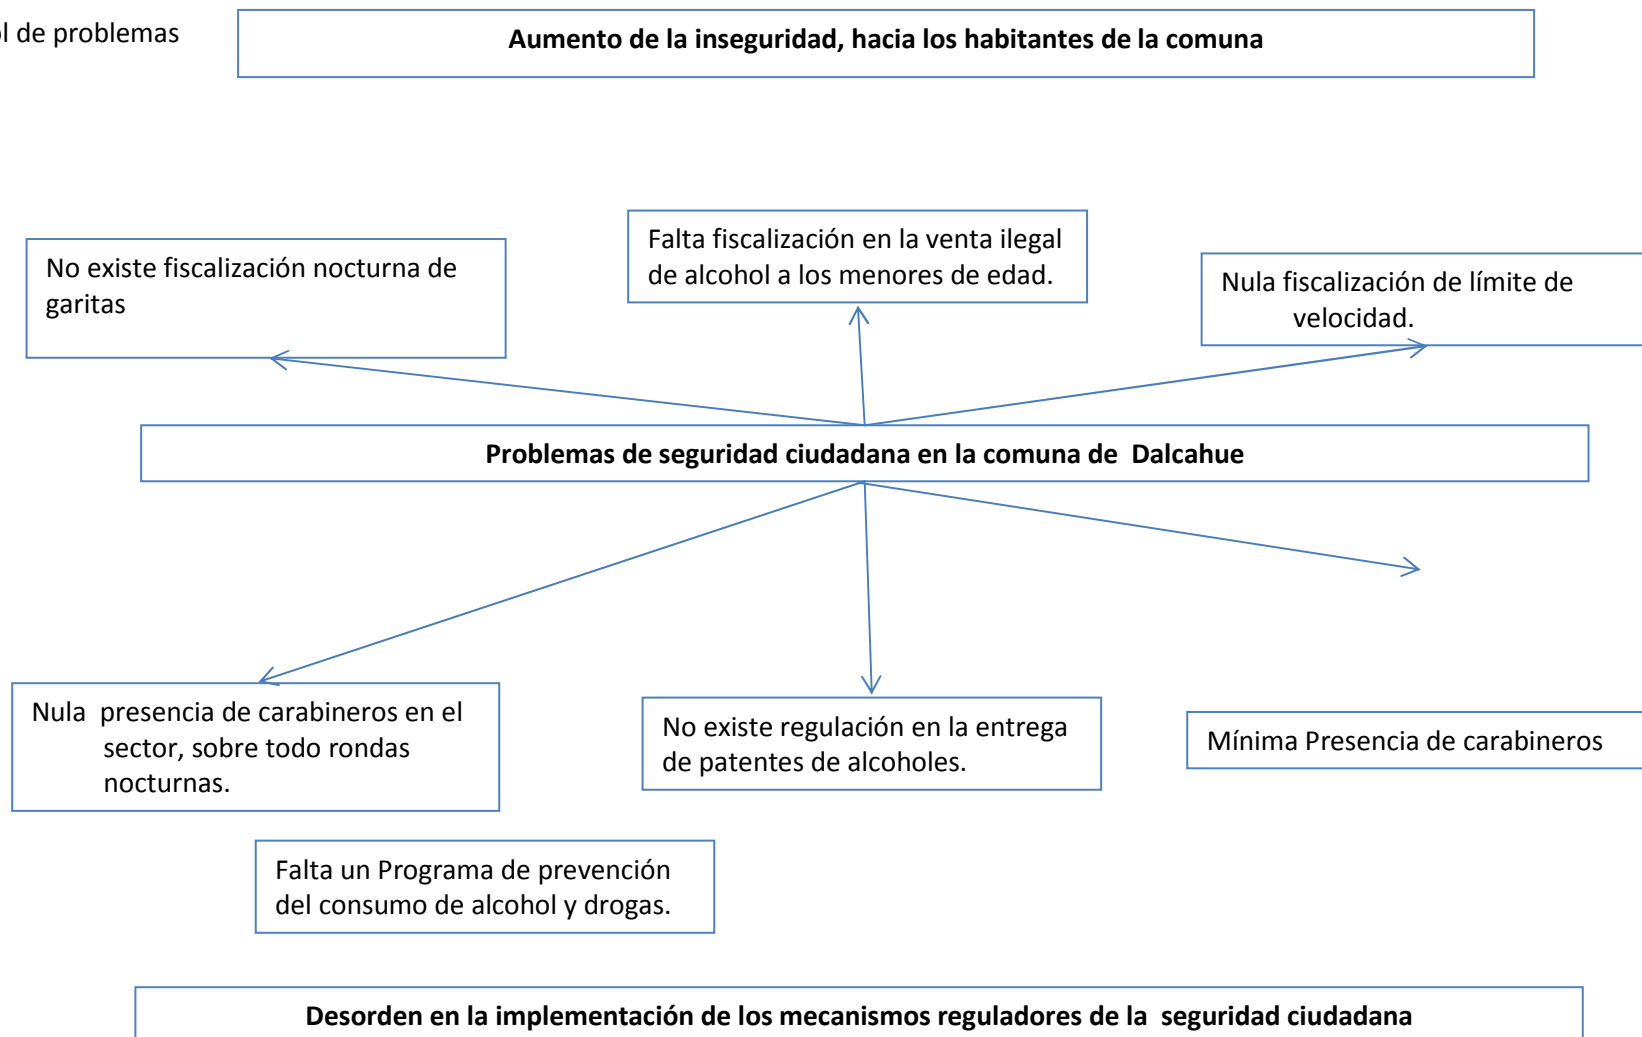 ol de problemas
Aumento de la inseguridad, hacia los habitantes de la comuna
No existe fiscalización nocturna de
garitas
Falta fiscalización en la venta ilegal
de alcohol a los menores de edad.
Nula fiscalización de límite de
velocidad.
Problemas de seguridad ciudadana en la comuna de Dalcahue
Nula presencia de carabineros en el
sector, sobre todo rondas
nocturnas.
No existe regulación en la entrega
de patentes de alcoholes.
Mínima Presencia de carabineros
Falta un Programa de prevención
del consumo de alcohol y drogas.
Desorden en la implementación de los mecanismos reguladores de la seguridad ciudadana